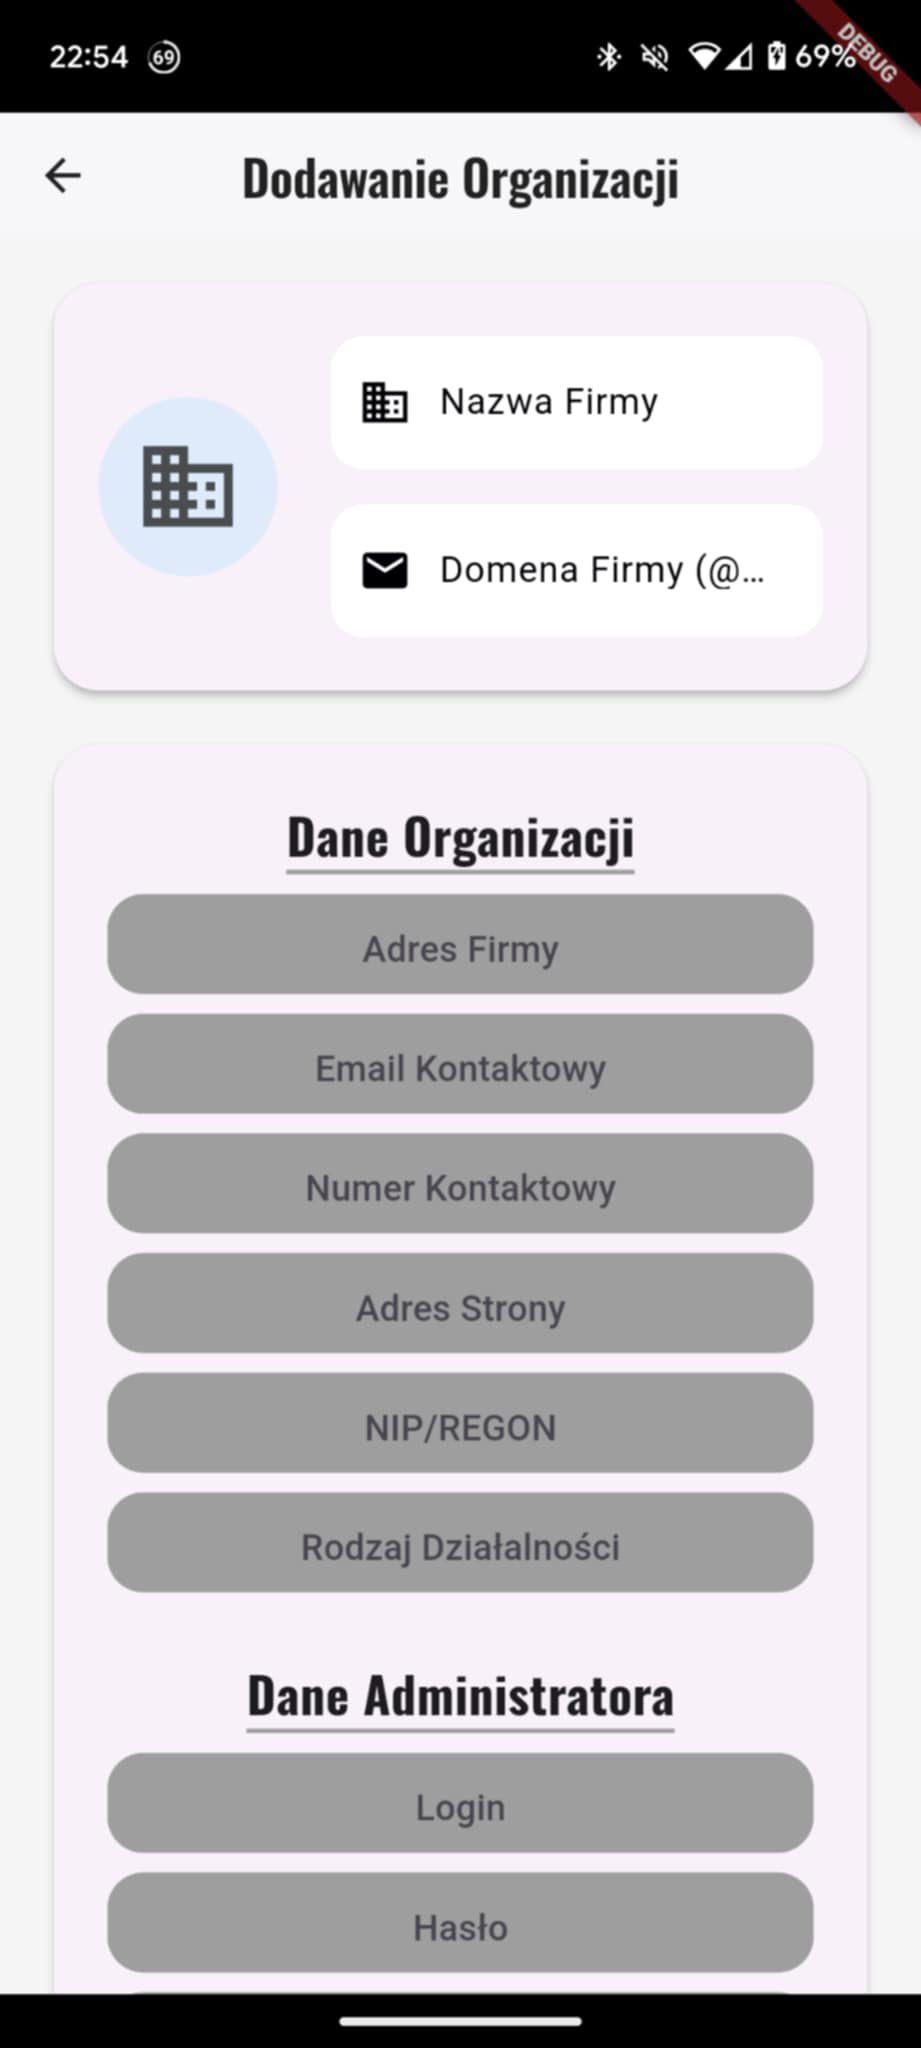 22:54 69 69% DEBUG
Dodawanie Organizacji
Nazwa Firmy
Domena Firmy (@...
Dane Organizacji
Adres Firmy
Email Kontaktowy
Numer Kontaktowy
Adres Strony
NIP/REGON
Rodzaj Działalności
Dane Administratora
Login
Hasło